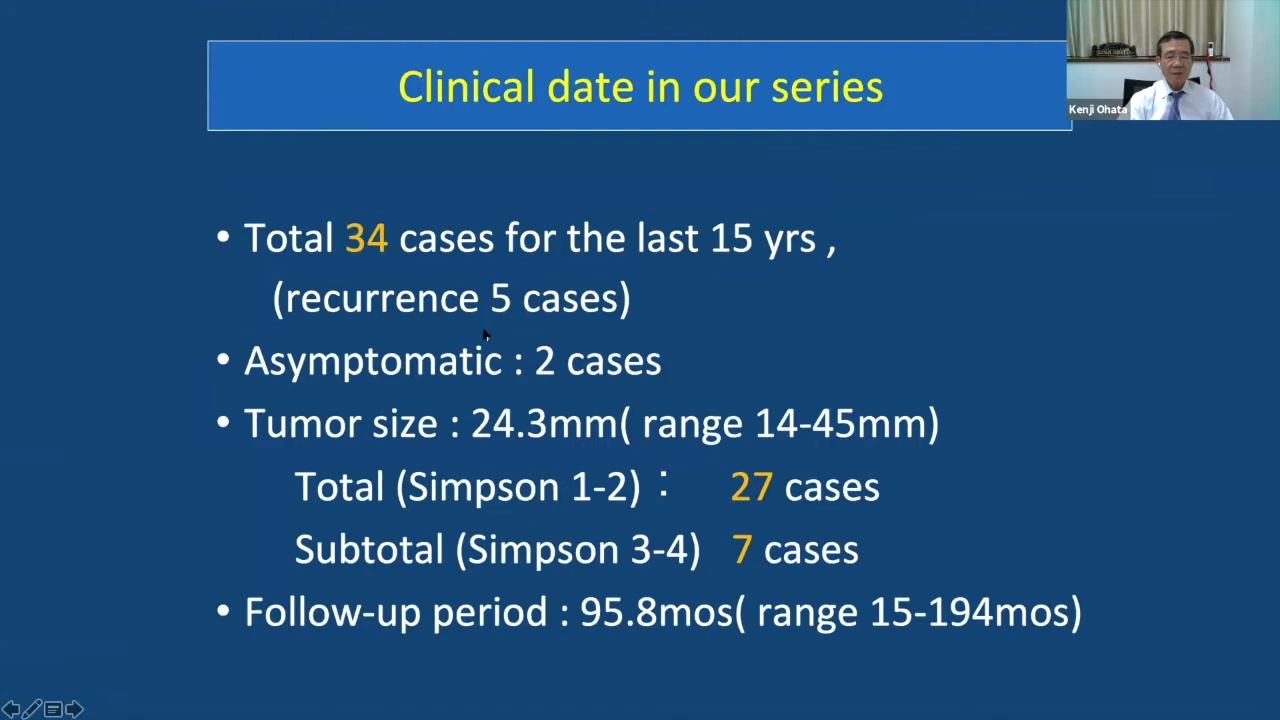 Clinical date in our series
Kenji Ohata
• Total 34 cases for the last 15 yrs ,
(recurrence 5 cases)
• Asymptomatic : 2 cases
• Tumor size : 24.3mm( range 14-45mm)
Total (Simpson 1-2)： 27 cases
Subtotal (Simpson 3-4) 7 cases
• Follow-up period : 95.8mos( range 15-194mos)